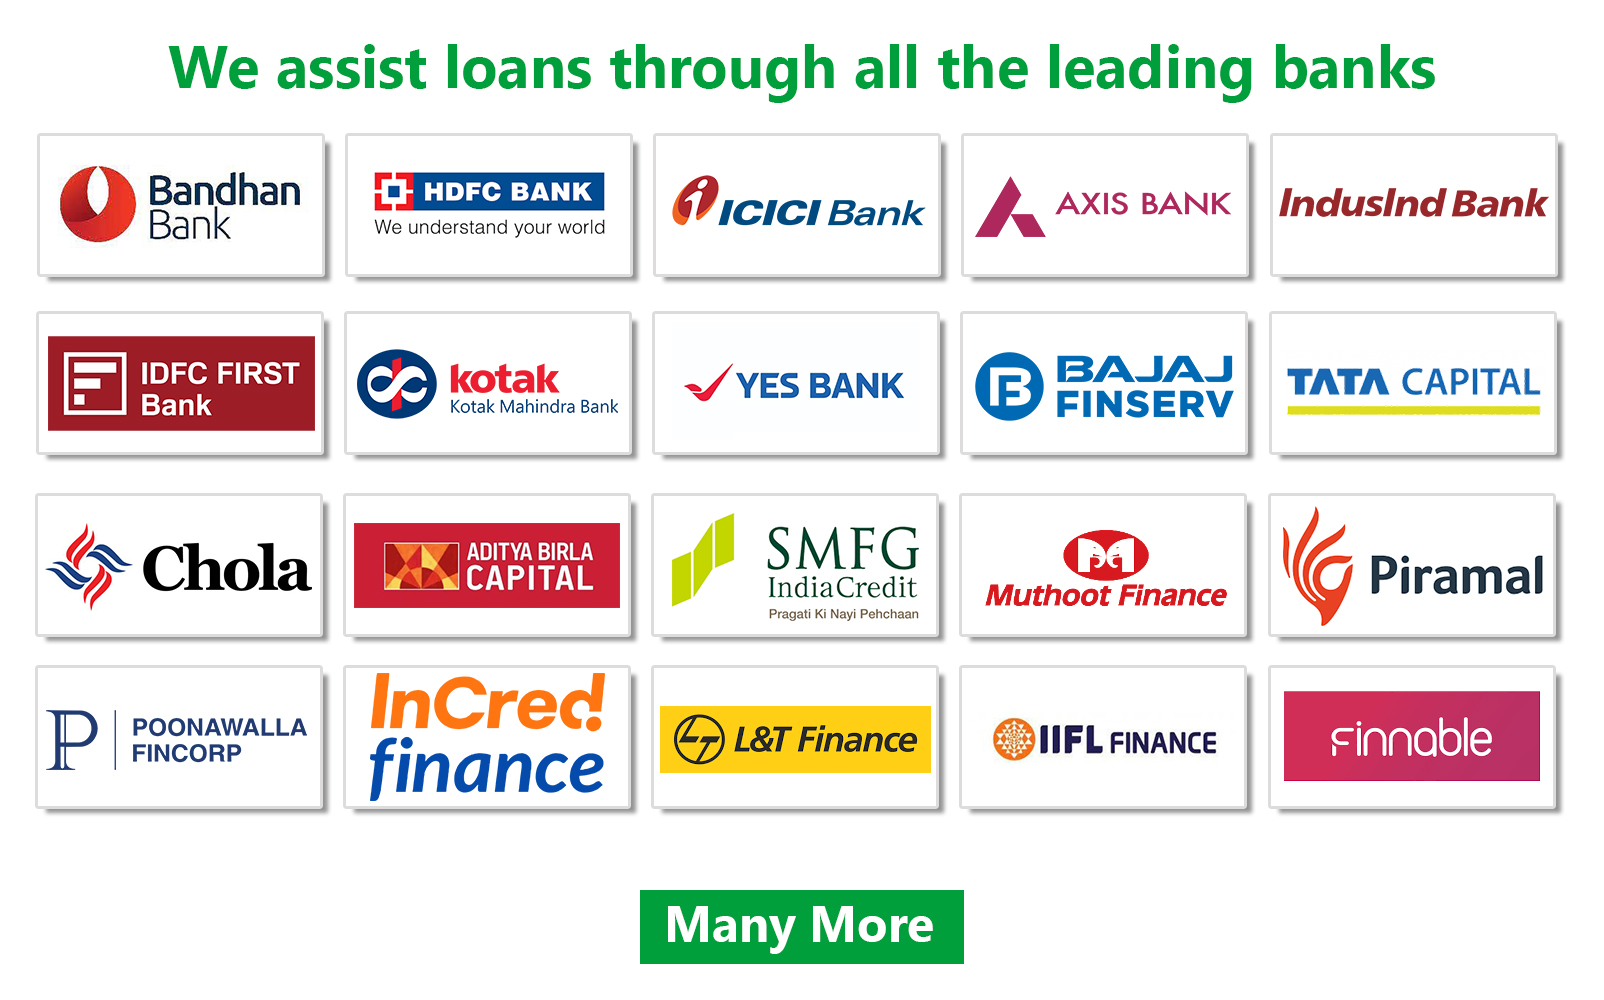 We assist loans through all the leading banks
Bandhan
Bank
HDFC BANK
We understand your world
ICICI Bank
AXIS BANK
IndusInd Bank
IDFC FIRST
Bank
kotak
Kotak Mahindra Bank
YES BANK
BAJAJ
FINSERV
TATA CAPITAL
Chola
ADITYA BIRLA
CAPITAL
SMFG
IndiaCredit
Pragati Ki Nayi Pehchaan
Muthoot Finance
Piramal
POONAWALLA
FINCORP
InCred
finance
L&T Finance
IIFL FINANCE
Finnable
Many More